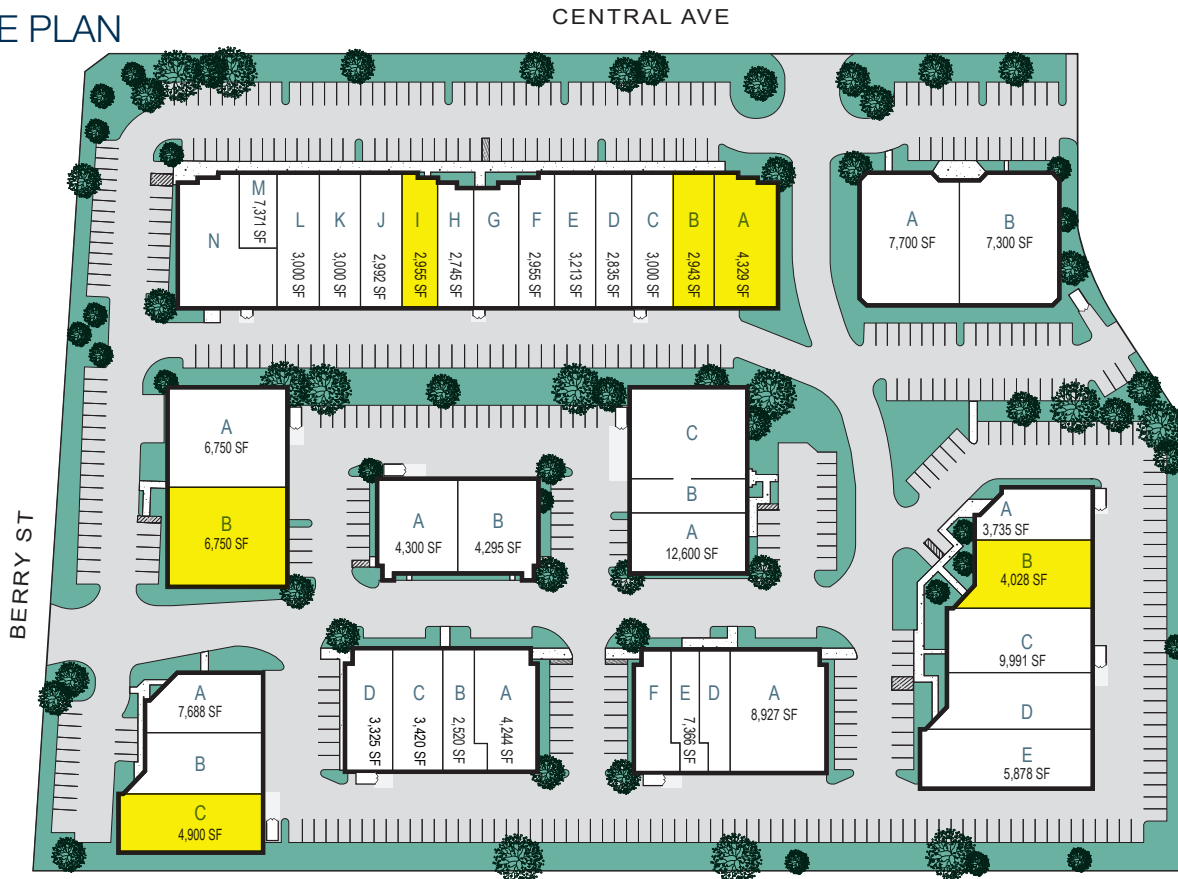 CENTRAL AVE
E PLAN
N
M
7,371 SF
L
3,000 SF
K
3,000 SF
J
2,992 SF
I
2,955 SF
H
2,745 SF
G
F
2,955 SF
E
3,213 SF
D
2,835 SF
C
3,000 SF
B
2,943 SF
A
4,329 SF
A
7,700 SF
B
7,300 SF
A
6,750 SF
B
6,750 SF
A
4,300 SF
B
4,295 SF
C
B
A
12,600 SF
A
3,735 SF
B
4,028 SF
C
9,991 SF
D
E
5,878 SF
BERRY ST
A
7,688 SF
B
C
4,900 SF
D
3,325 SF
C
3,420 SF
B
2,520 SF
A
4,244 SF
F
E
7,366 SF
D
A
8,927 SF